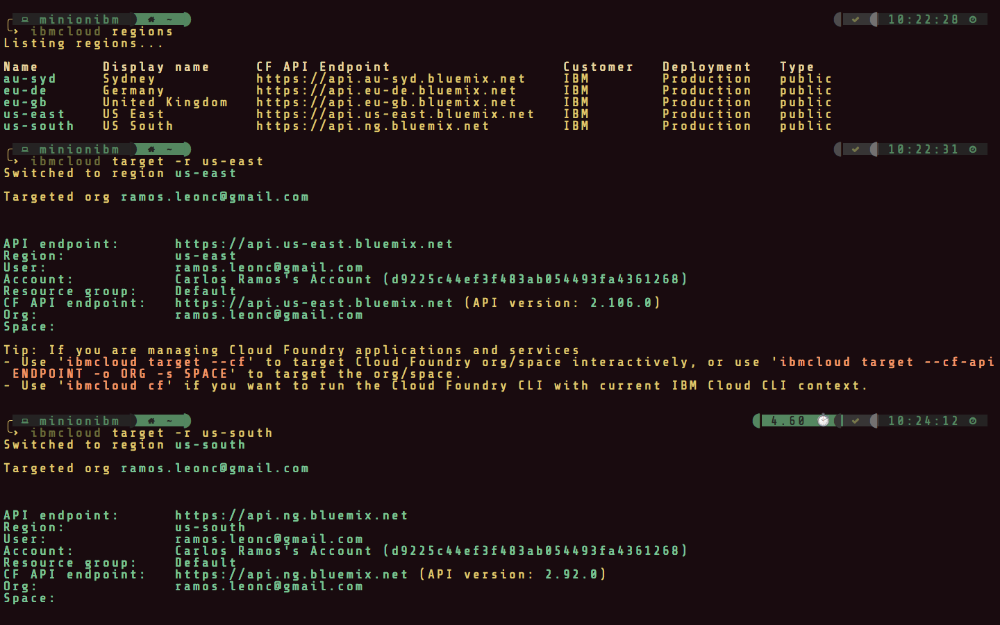 minionibm ~ 10:22:28
ibmcloud regions
Listing regions...
Name Display name CF API Endpoint Customer Deployment Type
au-syd Sydney https://api.au-syd.bluemix.net IBM Production public
eu-de Germany https://api.eu-de.bluemix.net IBM Production public
eu-gb United Kingdom https://api.eu-gb.bluemix.net IBM Production public
us-east US East https://api.us-east.bluemix.net IBM Production public
us-south US South https://api.ng.bluemix.net IBM Production public
minionibm ~ 10:22:31
ibmcloud target -r us-east
Switched to region us-east
Targeted org ramos.leonc@gmail.com
API endpoint: https://api.us-east.bluemix.net
Region: us-east
User: ramos.leonc@gmail.com
Account: Carlos Ramos's Account (d9225c44ef3f483ab054493fa4361268)
Resource group: Default
CF API endpoint: https://api.us-east.bluemix.net (API version: 2.106.0)
Org: ramos.leonc@gmail.com
Space:
Tip: If you are managing Cloud Foundry applications and services
- Use 'ibmcloud target --cf' to target Cloud Foundry org/space interactively, or use 'ibmcloud target --cf-api
ENDPOINT -o ORG -s SPACE' to target the org/space.
- Use 'ibmcloud cf' if you want to run the Cloud Foundry CLI with current IBM Cloud CLI context.
minionibm ~ 4.60 10:24:12
ibmcloud target -r us-south
Switched to region us-south
Targeted org ramos.leonc@gmail.com
API endpoint: https://api.ng.bluemix.net
Region: us-south
User: ramos.leonc@gmail.com
Account: Carlos Ramos's Account (d9225c44ef3f483ab054493fa4361268)
Resource group: Default
CF API endpoint: https://api.ng.bluemix.net (API version: 2.92.0)
Org: ramos.leonc@gmail.com
Space: